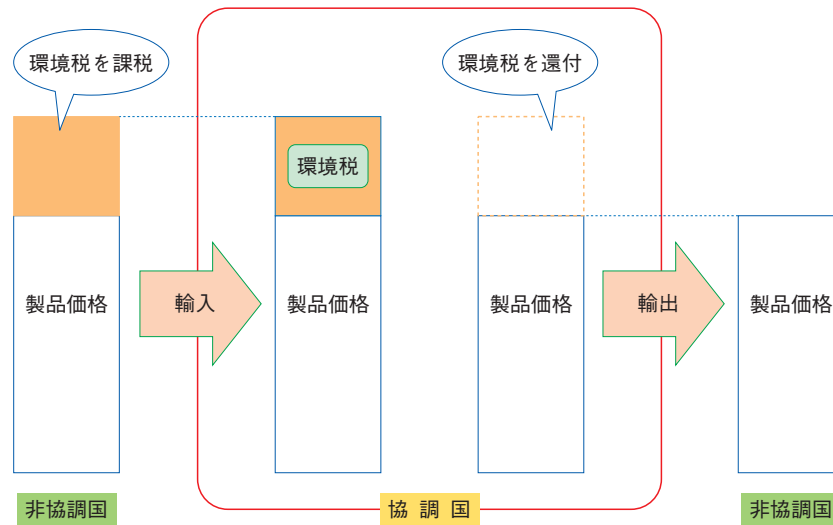 環境税を課税
環境税を還付
環境税
製品価格
輸入
製品価格
製品価格
輸出
製品価格
非協調国
協調国
非協調国